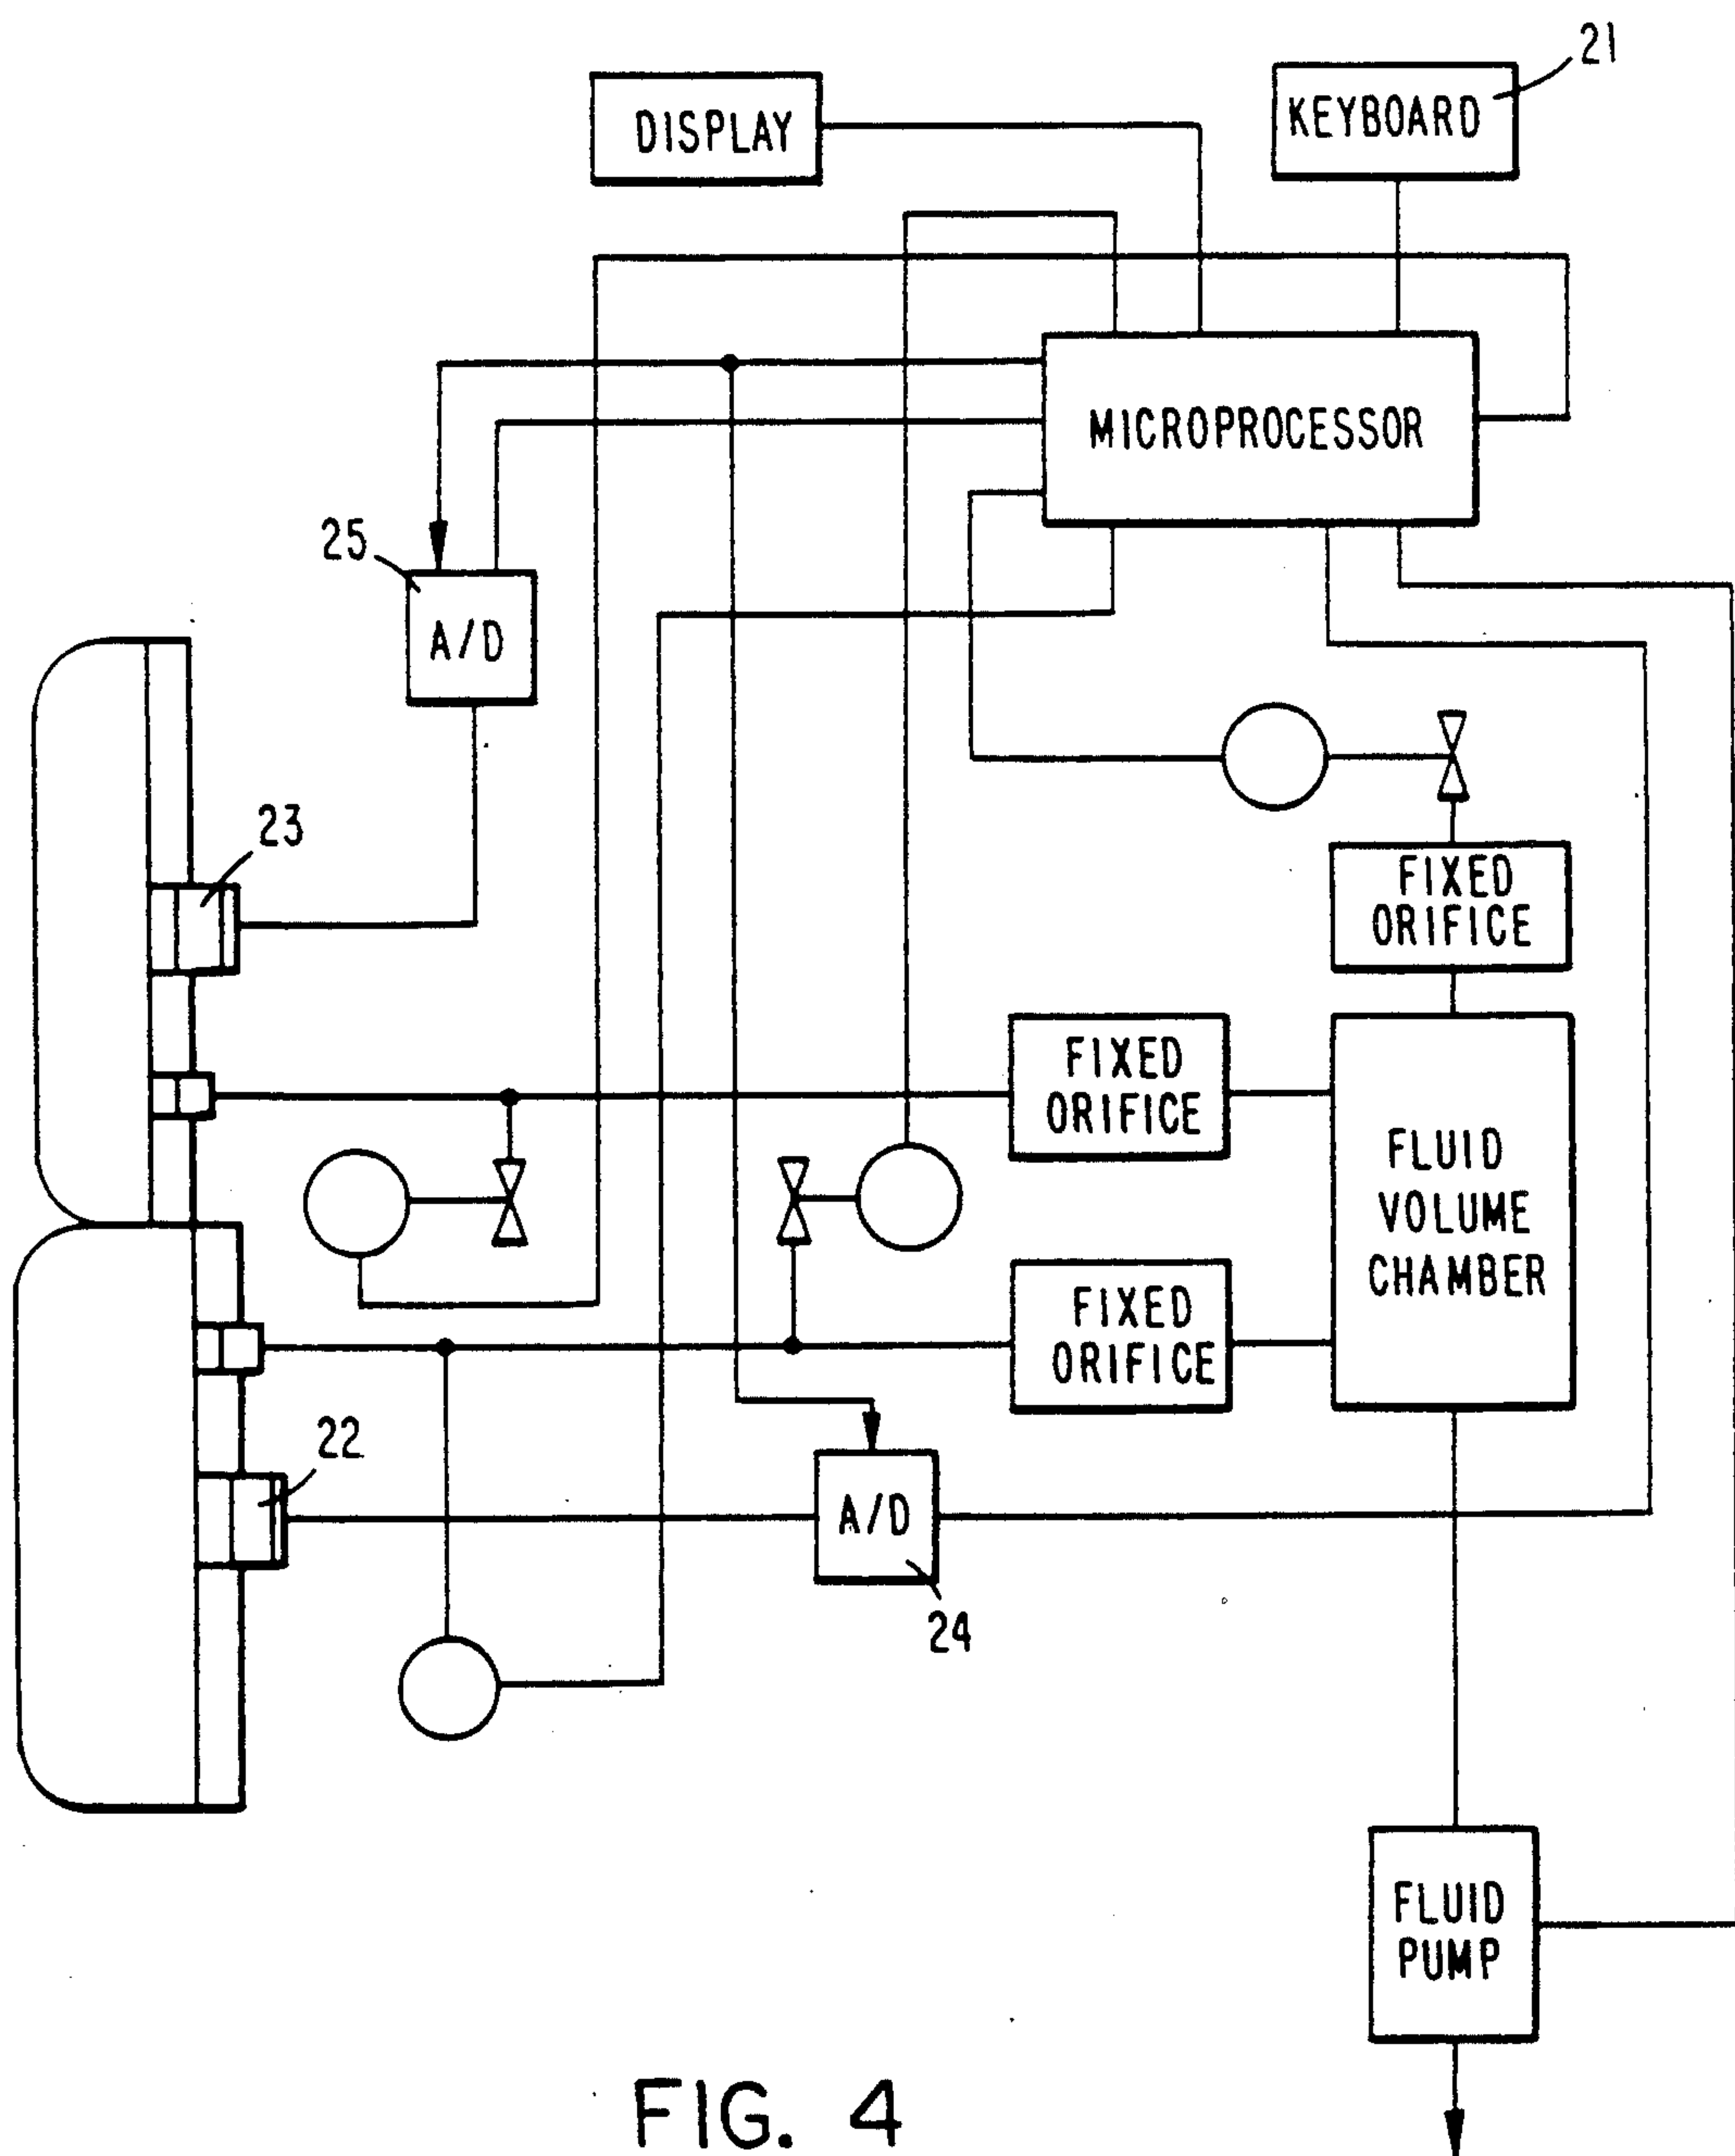 21
DISPLAY
KEYBOARD
MICROPROCESSOR
25
A/D
23
FIXED
ORIFICE
FIXED
ORIFICE
FLUID
VOLUME
CHAMBER
FIXED
ORIFICE
22
A/D
24
FLUID
PUMP
FIG. 4